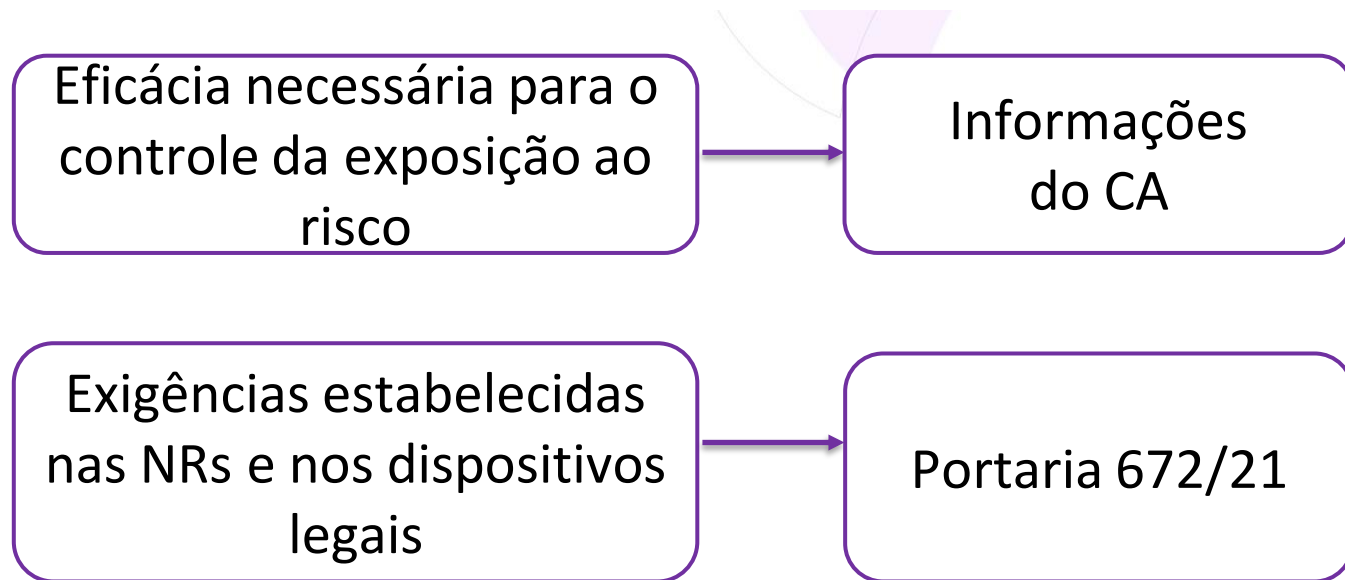 Eficácia necessária para o
controle da exposição ao
risco
Informações
do CA
Exigências estabelecidas
nas NRs e nos dispositivos
legais
Portaria 672/21